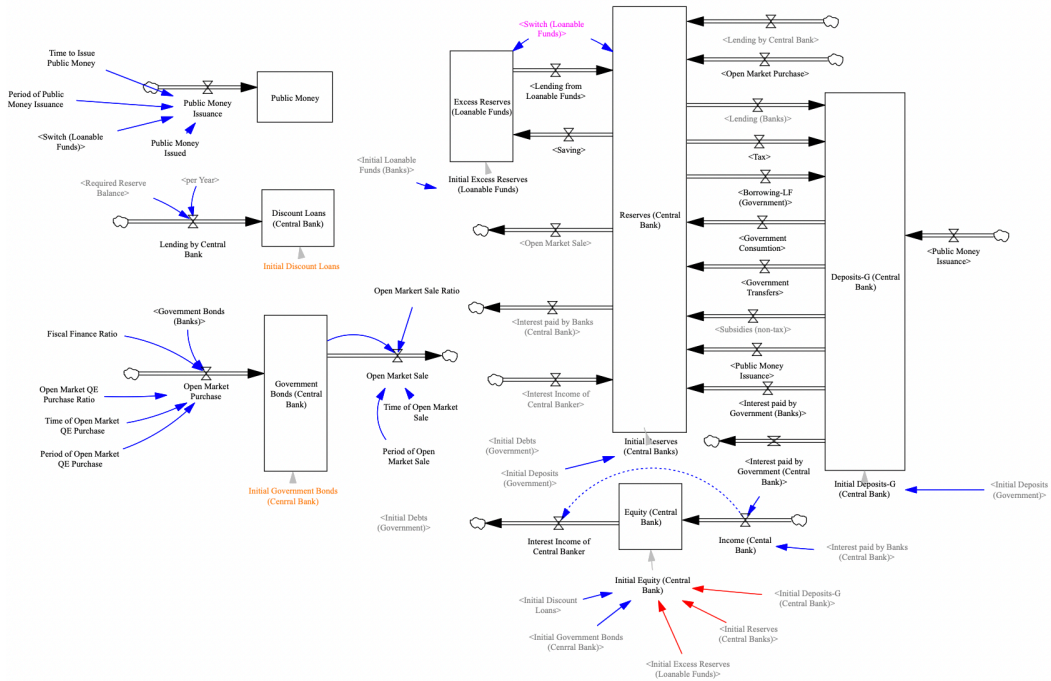 Time to Issue
Public Money
Period of Public
Money Issuance
<Switch (Loanable
Funds)>
Public Money
Issuance
Public Money
Issued
Public Money
<Required Reserve
Balance>
<per Year>
Lending by Central
Bank
Discount Loans
(Central Bank)
Initial Discount Loans
<Government Bonds
(Banks)>
Fiscal Finance Ratio
Open Market QE
Purchase Ratio
Time of Open Market
QE Purchase
Period of Open Market
QE Purchase
Open Market
Purchase
Government
Bonds (Central
Bank)
Initial Government Bonds
(Cenrral Bank)
Open Markert Sale Ratio
Open Market Sale
Time of Open Market
Sale
Period of Open
Market Sale
<Switch (Loanable
Funds)>
Excess Reserves
(Loanable Funds)
<Initial Loanable
Funds (Banks)>
Initial Excess Reserves
(Loanable Funds)
<Lending from
Loanable Funds>
<Saving>
<Open Market Sale>
<Interest paid by Banks
(Central Bank)>
<Interest Income of
Central Banker>
Reserves (Central
Bank)
<Initial Debts
(Government)>
<Initial Deposits
(Government)>
Initial Reserves
(Central Banks)
<Lending by Central Bank>
<Open Market Purchase>
<Lending (Banks)>
<Tax>
<Borrowing-LF
(Government)>
<Government
Consumtion>
<Government
Transfers>
<Subsidies (non-tax)>
<Public Money
Issuance>
<Interest paid by
Government (Banks)>
<Interest paid by
Government (Central
Bank)>
Deposits-G (Central
Bank)
<Public Money
Issuance>
Initial Deposits-G
(Central Bank)
<Initial Deposits
(Government)>
<Initial Debts
(Government)>
Interest Income of
Central Banker
Equity (Central
Bank)
Income (Cental
Bank)
<Interest paid by Banks
(Central Bank)>
Initial Equity (Central
Bank)
<Initial Discount
Loans>
<Initial Government Bonds
(Cenrral Bank)>
<Initial Excess Reserves
(Loanable Funds)>
<Initial Reserves
(Central Banks)>
<Initial Deposits-G
(Central Bank)>